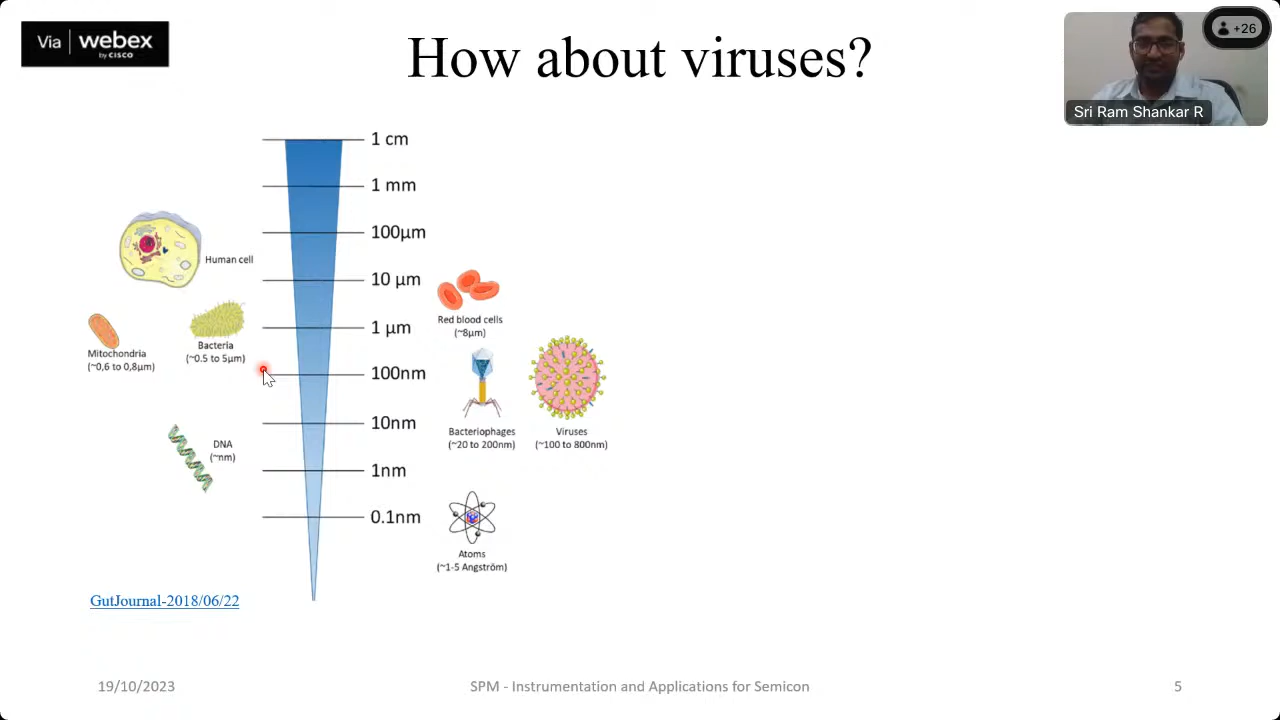 Via webex
by CISCO
How about viruses?
+26
Sri Ram Shankar R
1 cm
1 mm
100µm
Human cell
10 µm
Red blood cells
(~8µm)
1 µm
Mitochondria
(~0,6 to 0,8µm)
Bacteria
(~0.5 to 5µm)
100nm
10nm
Bacteriophages
(~20 to 200nm)
Viruses
(~100 to 800nm)
DNA
(~nm)
1nm
0.1nm
Atoms
(~1-5 Angström)
GutJournal-2018/06/22
19/10/2023
SPM - Instrumentation and Applications for Semicon
5